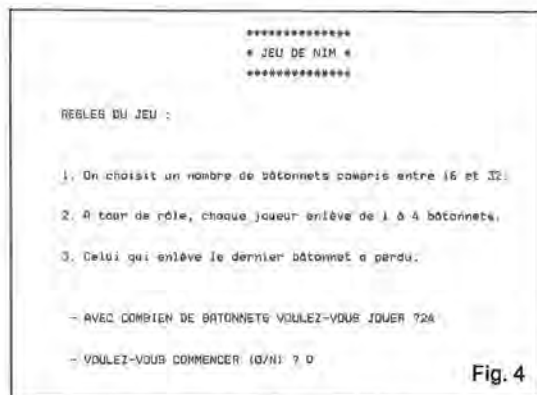 **************
* JEU DE NIM *
**************
REGLES DU JEU :
1. On choisit un nombre de bâtonnets compris entre 16 et 32.
2. A tour de rôle, chaque joueur enlève de 1 à 4 bâtonnets.
3. Celui qui enlève le dernier bâtonnet a perdu.
- AVEC COMBIEN DE BATONNETS VOULEZ-VOUS JOUER ?
- VOULEZ-VOUS COMMENCER (O/N) ? O
Fig. 4